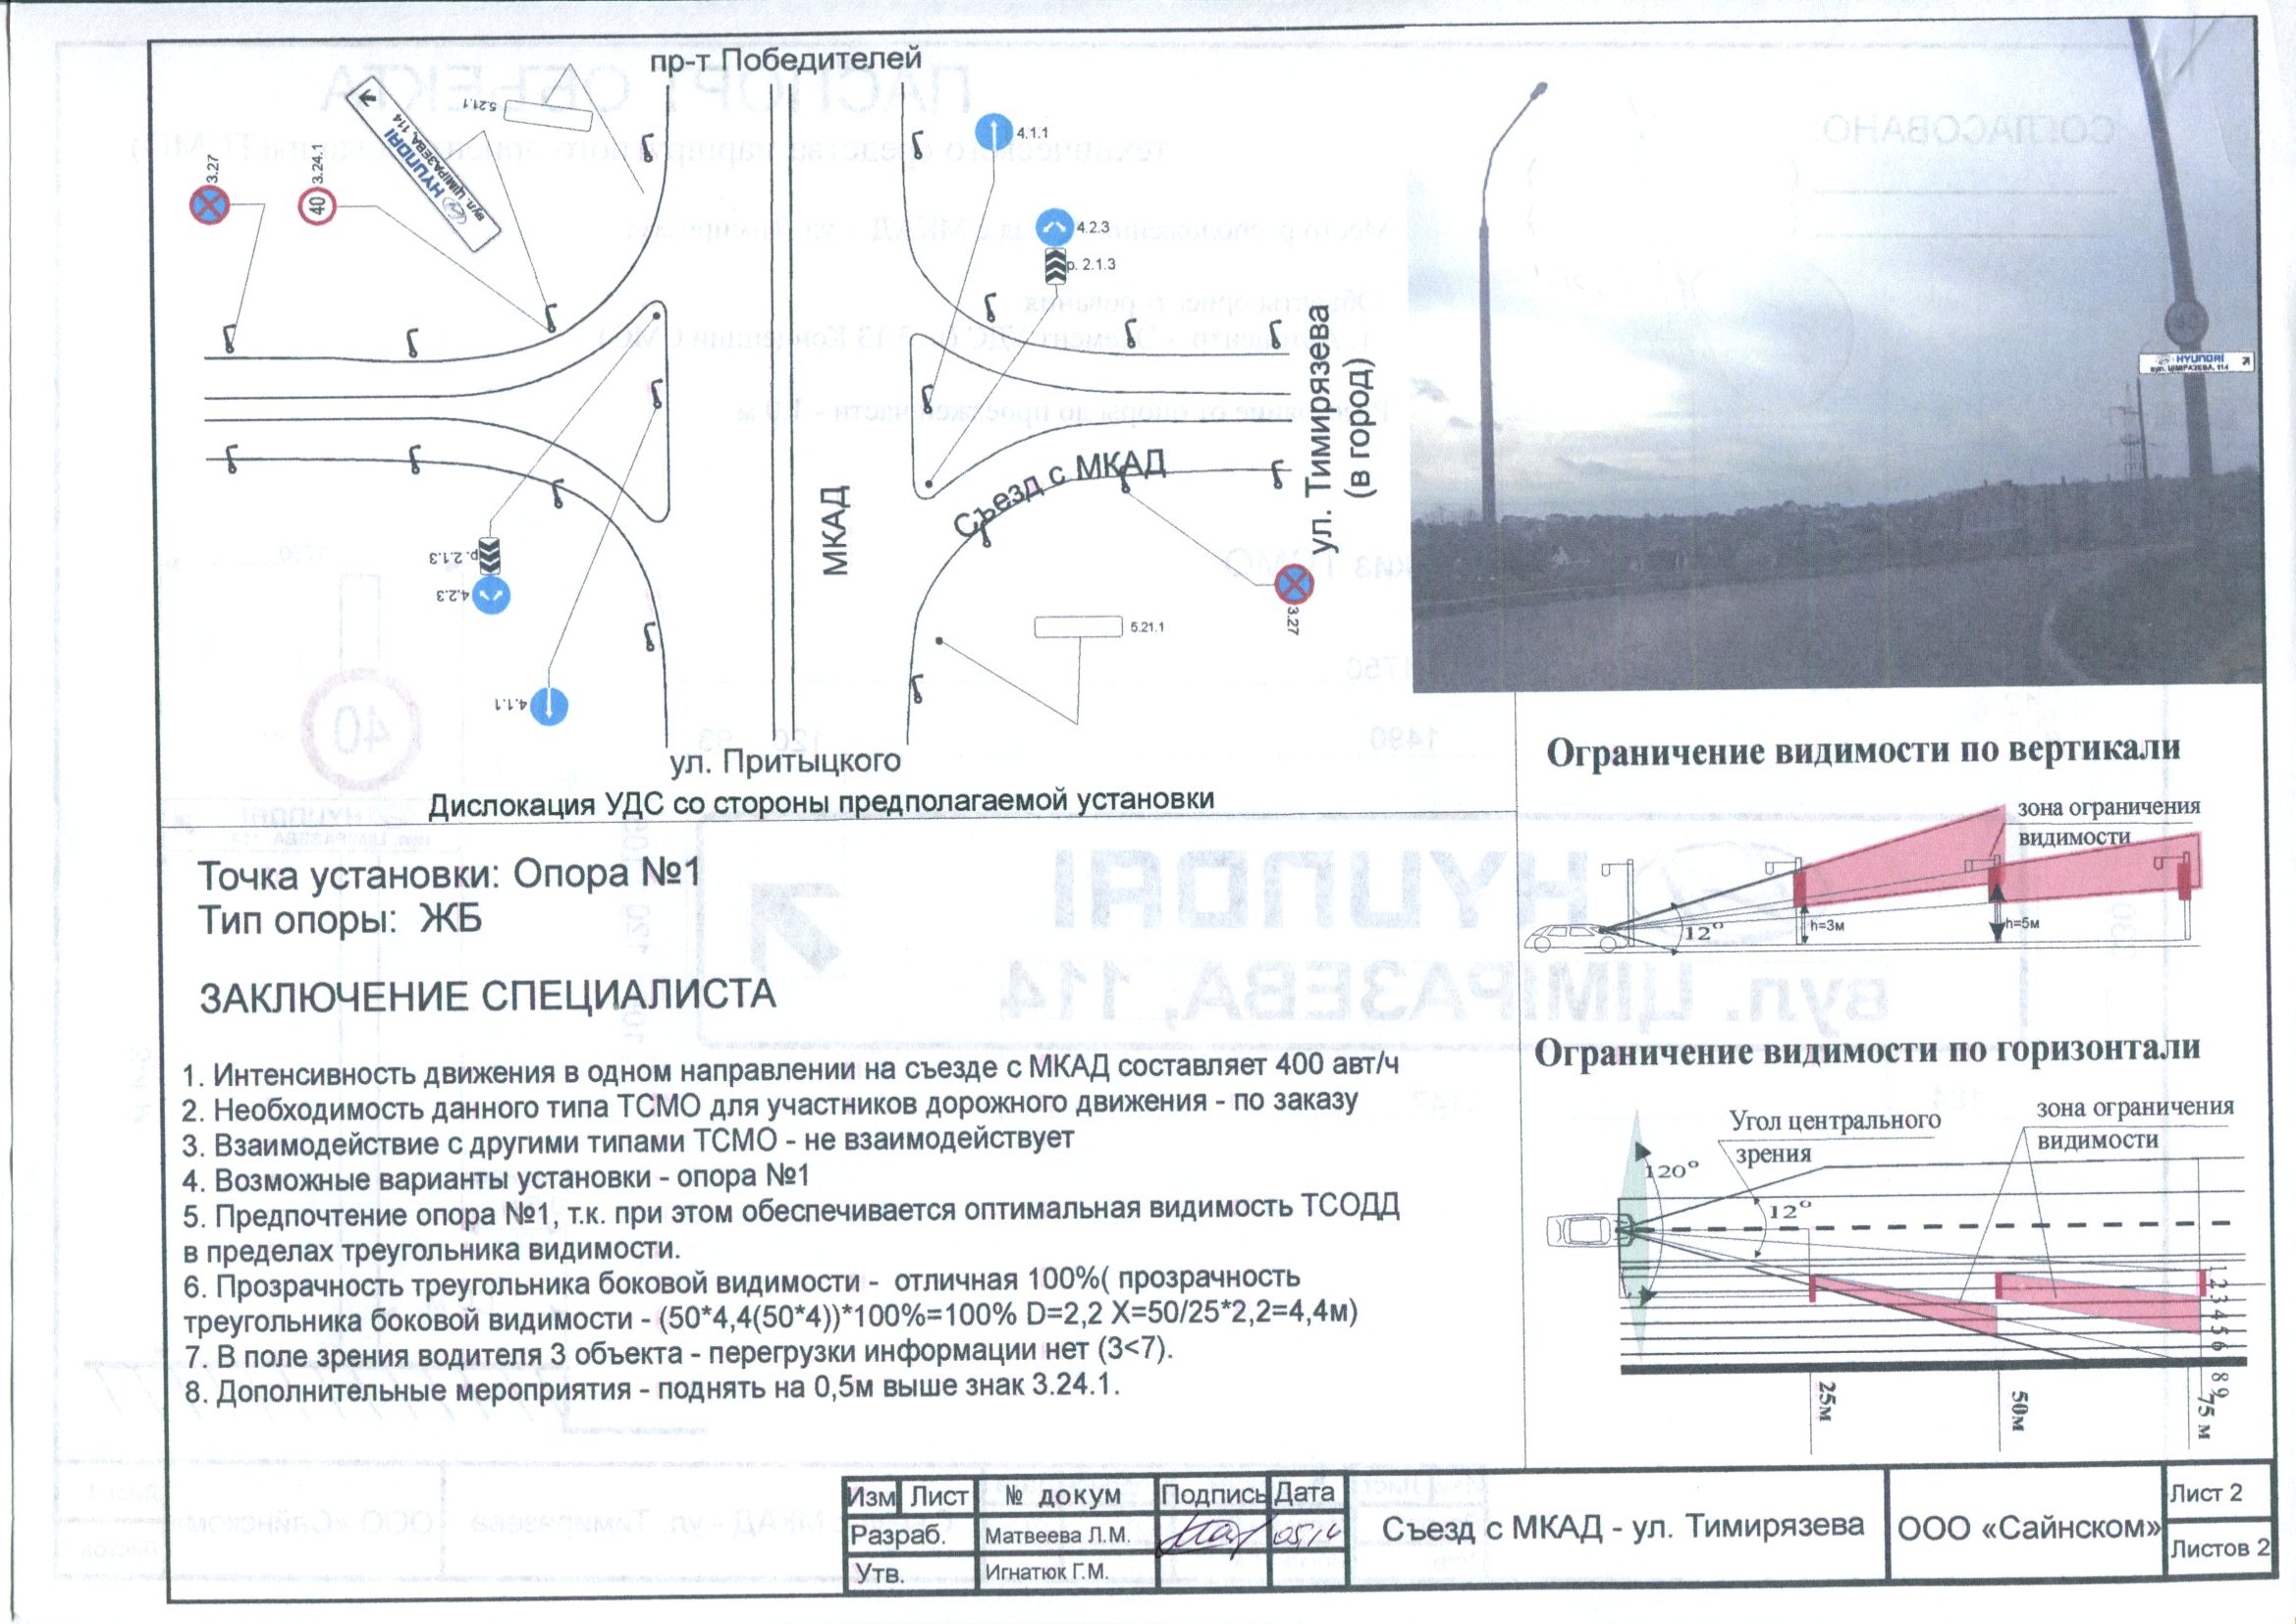 пр-т Победителей
5.21.1
HYUNDAI
вул. ЦІМІРАЗЕВА, 114
3.27
3.24.1
40
4.1.1
4.2.3
р. 2.1.3
ул. Тимирязева
(в город)
Съезд с МКАД
МКАД
р. 2.1.3
4.2.3
4.1.1
3.27
5.21.1
ул. Притыцкого
Дислокация УДС со стороны предполагаемой установки
40
HYUNDAI
вул. ЦІМІРАЗЕВА, 114
Точка установки: Опора №1
Тип опоры: ЖБ
ЗАКЛЮЧЕНИЕ СПЕЦИАЛИСТА
1. Интенсивность движения в одном направлении на съезде с МКАД составляет 400 авт/ч
2. Необходимость данного типа ТСМО для участников дорожного движения - по заказу
3. Взаимодействие с другими типами ТСМО - не взаимодействует
4. Возможные варианты установки - опора №1
5. Предпочтение опора №1, т.к. при этом обеспечивается оптимальная видимость ТСОДД
в пределах треугольника видимости.
6. Прозрачность треугольника боковой видимости - отличная 100%( прозрачность
треугольника боковой видимости - (50*4,4(50*4))*100%=100% D=2,2 X=50/25*2,2=4,4м)
7. В поле зрения водителя 3 объекта - перегрузки информации нет (3<7).
8. Дополнительные мероприятия - поднять на 0,5м выше знак 3.24.1.
Ограничение видимости по вертикали
зона ограничения
видимости
12°
h=3м
h=5м
Ограничение видимости по горизонтали
Угол центрального
зрения
зона ограничения
видимости
120°
12°
1 2 3 4 5 6 8 9
25м
50м
75 м
Изм Лист № докум Подпись Дата
Разраб. Матвеева Л.М. 05,14
Утв. Игнатюк Г.М.
Съезд с МКАД - ул. Тимирязева
ООО «Сайнском»
Лист 2
Листов 2